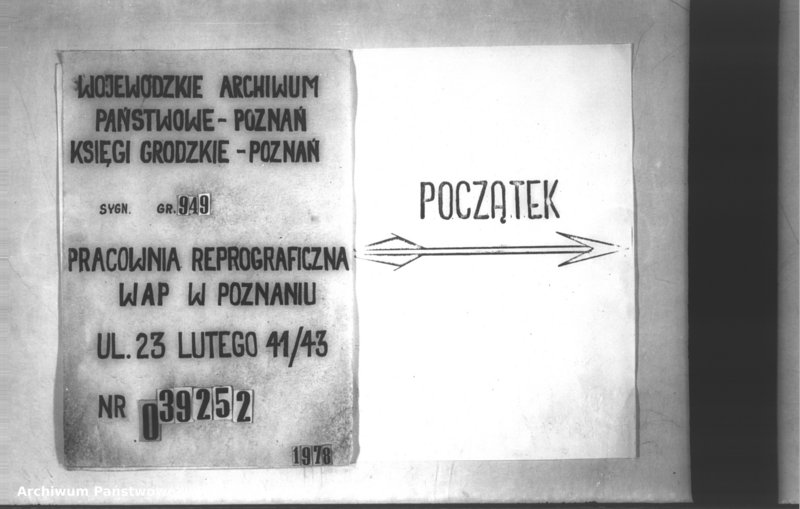 WOJEWÓDZKIE ARCHIWUM
PAŃSTWOWE - POZNAŃ
KSIĘGI GRODZKIE - POZNAŃ
SYGN. GR. 949
PRACOWNIA REPROGRAFICZNA
WAP W POZNANIU
UL. 23 LUTEGO 41/43
NR 039252
1978
POCZĄTEK
Archiwum Państwowe